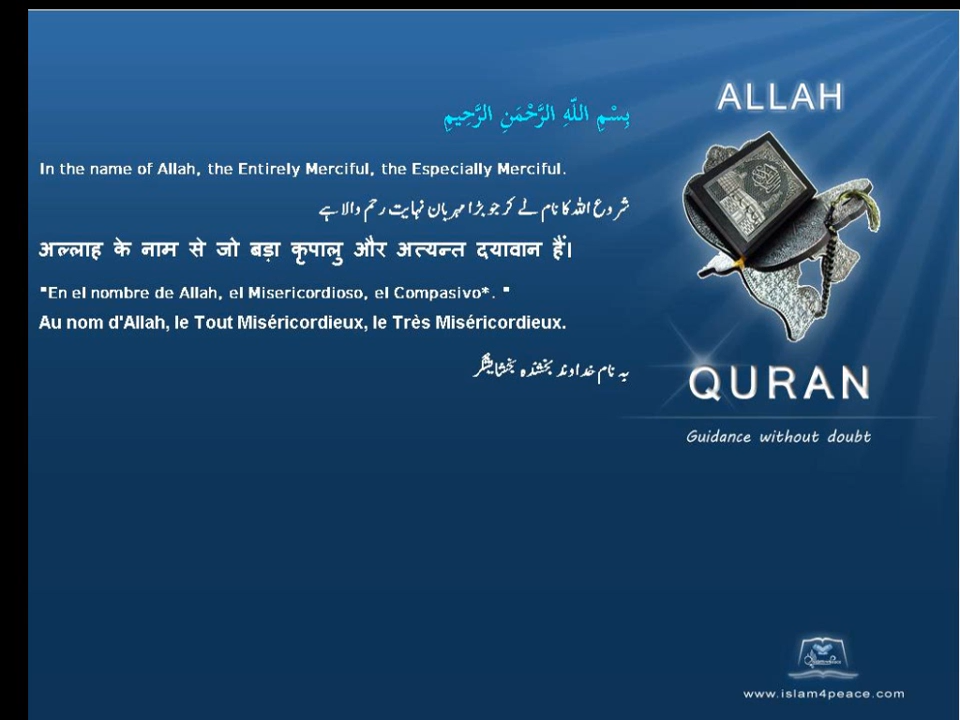 بِسْمِ اللَّهِ الرَّحْمَنِ الرَّحِيمِ
In the name of Allah, the Entirely Merciful, the Especially Merciful.
شروع اللہ کا نام لے کر جو بڑا مہربان نہایت رحم والا ہے
अल्लाह के नाम से जो बड़ा कृपालु और अत्यन्त दयावान हैं।
"En el nombre de Allah, el Misericordioso, el Compasivo*. "
Au nom d'Allah, le Tout Miséricordieux, le Très Miséricordieux.
به نام خداوند بخشنده بخشایشگر
ALLAH
QURAN
Guidance without doubt
www.islam4peace.com